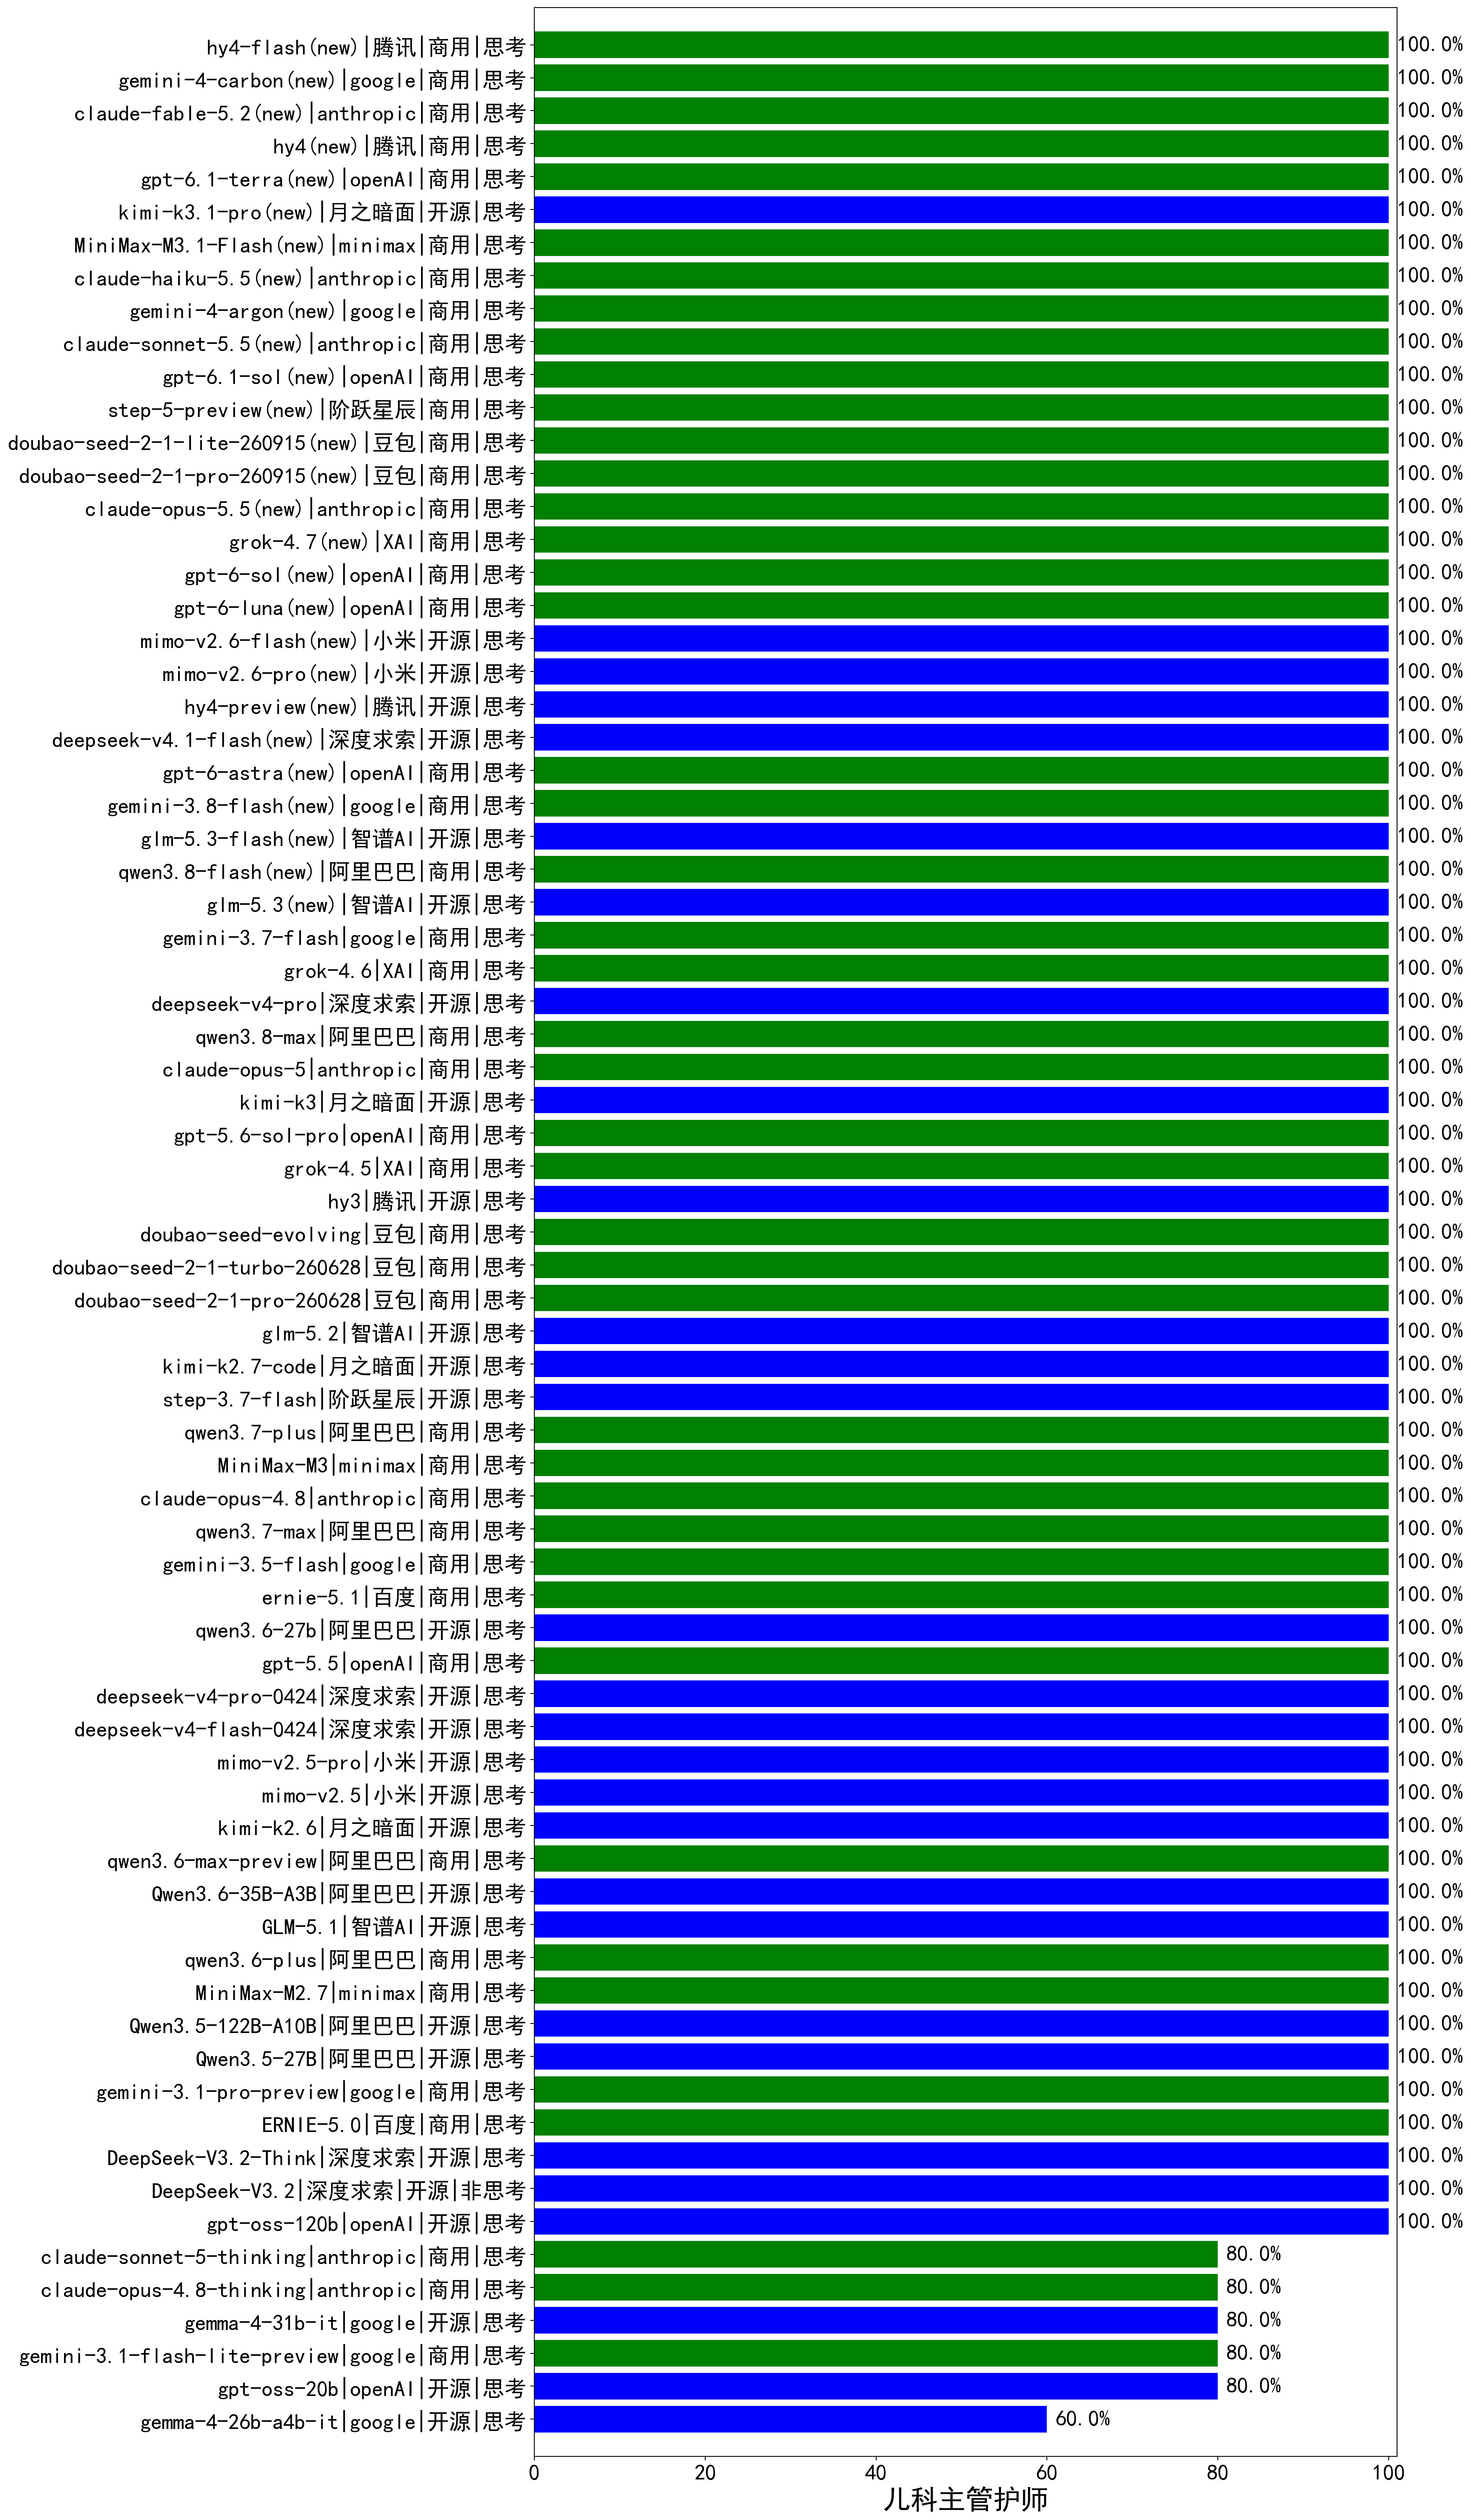 hy4-flash(new)|腾讯|商用|思考 100.0%
gemini-4-carbon(new)|google|商用|思考 100.0%
claude-fable-5.2(new)|anthropic|商用|思考 100.0%
hy4(new)|腾讯|商用|思考 100.0%
gpt-6.1-terra(new)|openAI|商用|思考 100.0%
kimi-k3.1-pro(new)|月之暗面|开源|思考 100.0%
MiniMax-M3.1-Flash(new)|minimax|商用|思考 100.0%
claude-haiku-5.5(new)|anthropic|商用|思考 100.0%
gemini-4-argon(new)|google|商用|思考 100.0%
claude-sonnet-5.5(new)|anthropic|商用|思考 100.0%
gpt-6.1-sol(new)|openAI|商用|思考 100.0%
step-5-preview(new)|阶跃星辰|商用|思考 100.0%
doubao-seed-2-1-lite-260915(new)|豆包|商用|思考 100.0%
doubao-seed-2-1-pro-260915(new)|豆包|商用|思考 100.0%
claude-opus-5.5(new)|anthropic|商用|思考 100.0%
grok-4.7(new)|XAI|商用|思考 100.0%
gpt-6-sol(new)|openAI|商用|思考 100.0%
gpt-6-luna(new)|openAI|商用|思考 100.0%
mimo-v2.6-flash(new)|小米|开源|思考 100.0%
mimo-v2.6-pro(new)|小米|开源|思考 100.0%
hy4-preview(new)|腾讯|开源|思考 100.0%
deepseek-v4.1-flash(new)|深度求索|开源|思考 100.0%
gpt-6-astra(new)|openAI|商用|思考 100.0%
gemini-3.8-flash(new)|google|商用|思考 100.0%
glm-5.3-flash(new)|智谱AI|开源|思考 100.0%
qwen3.8-flash(new)|阿里巴巴|商用|思考 100.0%
glm-5.3(new)|智谱AI|开源|思考 100.0%
gemini-3.7-flash|google|商用|思考 100.0%
grok-4.6|XAI|商用|思考 100.0%
deepseek-v4-pro|深度求索|开源|思考 100.0%
qwen3.8-max|阿里巴巴|商用|思考 100.0%
claude-opus-5|anthropic|商用|思考 100.0%
kimi-k3|月之暗面|开源|思考 100.0%
gpt-5.6-sol-pro|openAI|商用|思考 100.0%
grok-4.5|XAI|商用|思考 100.0%
hy3|腾讯|开源|思考 100.0%
doubao-seed-evolving|豆包|商用|思考 100.0%
doubao-seed-2-1-turbo-260628|豆包|商用|思考 100.0%
doubao-seed-2-1-pro-260628|豆包|商用|思考 100.0%
glm-5.2|智谱AI|开源|思考 100.0%
kimi-k2.7-code|月之暗面|开源|思考 100.0%
step-3.7-flash|阶跃星辰|开源|思考 100.0%
qwen3.7-plus|阿里巴巴|商用|思考 100.0%
MiniMax-M3|minimax|商用|思考 100.0%
claude-opus-4.8|anthropic|商用|思考 100.0%
qwen3.7-max|阿里巴巴|商用|思考 100.0%
gemini-3.5-flash|google|商用|思考 100.0%
ernie-5.1|百度|商用|思考 100.0%
qwen3.6-27b|阿里巴巴|开源|思考 100.0%
gpt-5.5|openAI|商用|思考 100.0%
deepseek-v4-pro-0424|深度求索|开源|思考 100.0%
deepseek-v4-flash-0424|深度求索|开源|思考 100.0%
mimo-v2.5-pro|小米|开源|思考 100.0%
mimo-v2.5|小米|开源|思考 100.0%
kimi-k2.6|月之暗面|开源|思考 100.0%
qwen3.6-max-preview|阿里巴巴|商用|思考 100.0%
Qwen3.6-35B-A3B|阿里巴巴|开源|思考 100.0%
GLM-5.1|智谱AI|开源|思考 100.0%
qwen3.6-plus|阿里巴巴|商用|思考 100.0%
MiniMax-M2.7|minimax|商用|思考 100.0%
Qwen3.5-122B-A10B|阿里巴巴|开源|思考 100.0%
Qwen3.5-27B|阿里巴巴|开源|思考 100.0%
gemini-3.1-pro-preview|google|商用|思考 100.0%
ERNIE-5.0|百度|商用|思考 100.0%
DeepSeek-V3.2-Think|深度求索|开源|思考 100.0%
DeepSeek-V3.2|深度求索|开源|非思考 100.0%
gpt-oss-120b|openAI|开源|思考 100.0%
claude-sonnet-5-thinking|anthropic|商用|思考 80.0%
claude-opus-4.8-thinking|anthropic|商用|思考 80.0%
gemma-4-31b-it|google|开源|思考 80.0%
gemini-3.1-flash-lite-preview|google|商用|思考 80.0%
gpt-oss-20b|openAI|开源|思考 80.0%
gemma-4-26b-a4b-it|google|开源|思考 60.0%
0 20 40 60 80 100
儿科主管护师